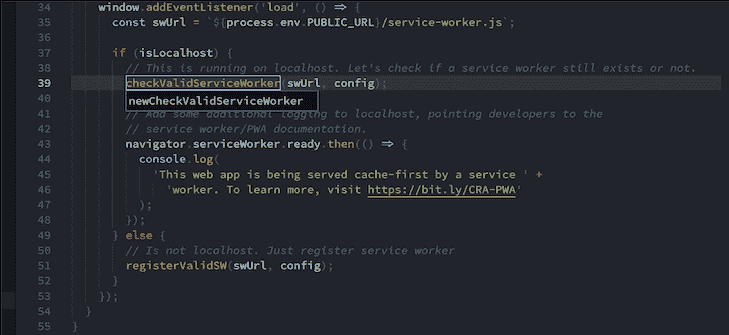 34 window.addEventListener('load', () => {
35 const swUrl = `${process.env.PUBLIC_URL}/service-worker.js`;
36
37 if (isLocalhost) {
38 // This is running on localhost. Let's check if a service worker still exists or not.
39 checkValidServiceWorker(swUrl, config);
40 newCheckValidServiceWorker
41 // Add some additional logging to localhost, pointing developers to the
42 // service worker/PWA documentation.
43 navigator.serviceWorker.ready.then(() => {
44 console.log(
45 'This web app is being served cache-first by a service ' +
46 'worker. To learn more, visit https://bit.ly/CRA-PWA'
47 );
48 });
49 } else {
50 // Is not localhost. Just register service worker
51 registerValidSW(swUrl, config);
52 }
53 });
54 }
55 }